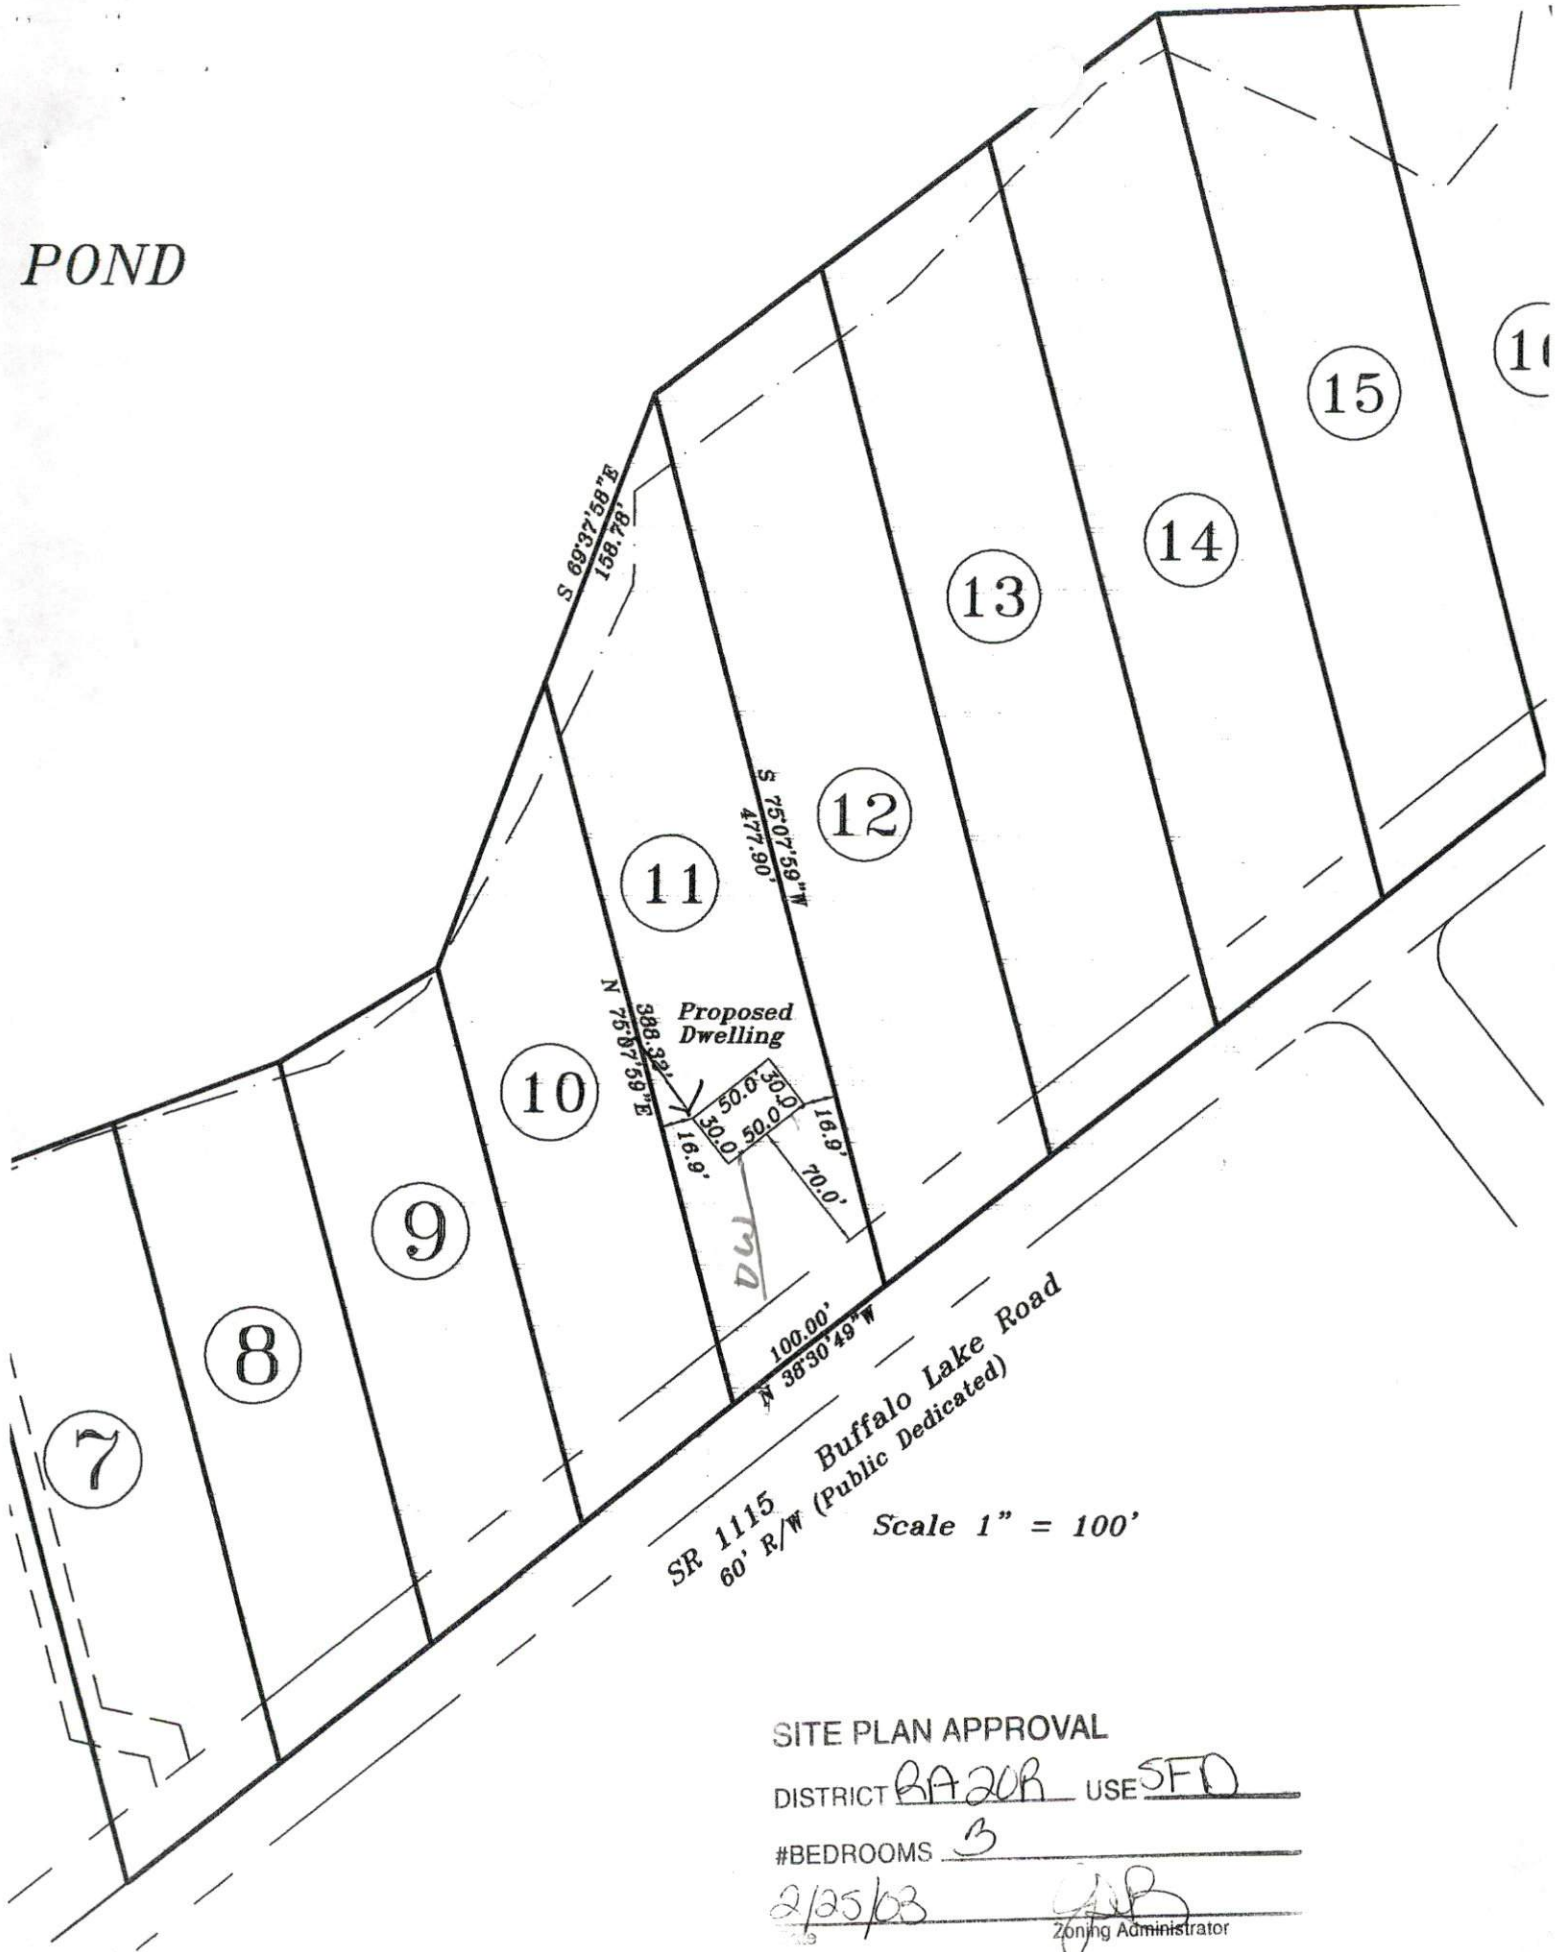 POND
16
15
14
13
12
11
10
9
8
7
S 69°37'58"E
158.78'
S 75°07'59"W
477.90'
N 75°07'59"E
388.32'
Proposed
Dwelling
50.0'
30.0'
30.0'
50.0'
16.9'
16.9'
70.0'
DW
100.00'
N 38°30'49"W
SR 1115 Buffalo Lake Road
60' R/W (Public Dedicated)
Scale 1" = 100'
SITE PLAN APPROVAL
DISTRICT RA20R USE SFD
#BEDROOMS 3
2/25/03
Zoning Administrator